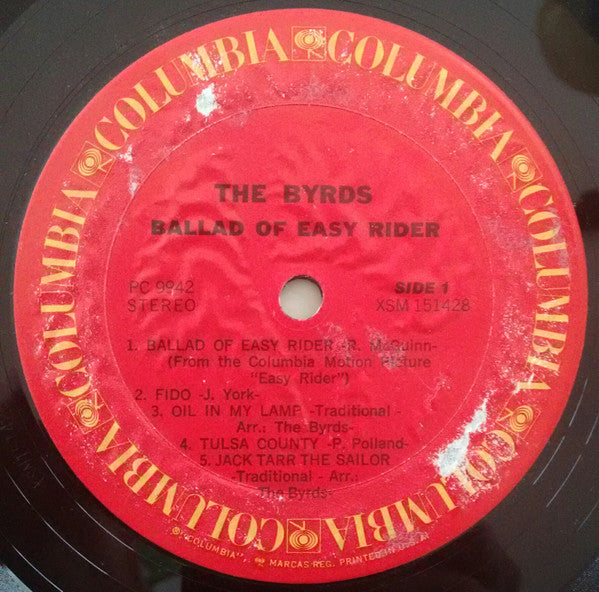 COLUMBIA COLUMBIA COLUMBIA COLUMBIA COLUMBIA COLUMBIA
THE BYRDS
BALLAD OF EASY RIDER
PC 9942
STEREO
SIDE 1
XSM 151428
1. BALLAD OF EASY RIDER -R. McGuinn-
(From the Columbia Motion Picture
"Easy Rider")
2. FIDO -J. York-
3. OIL IN MY LAMP -Traditional -
Arr.: The Byrds-
4. TULSA COUNTY -P. Polland-
5. JACK TARR THE SAILOR
-Traditional - Arr.:
The Byrds-
® "COLUMBIA", MARCAS REG. PRINTED IN U.S.A.